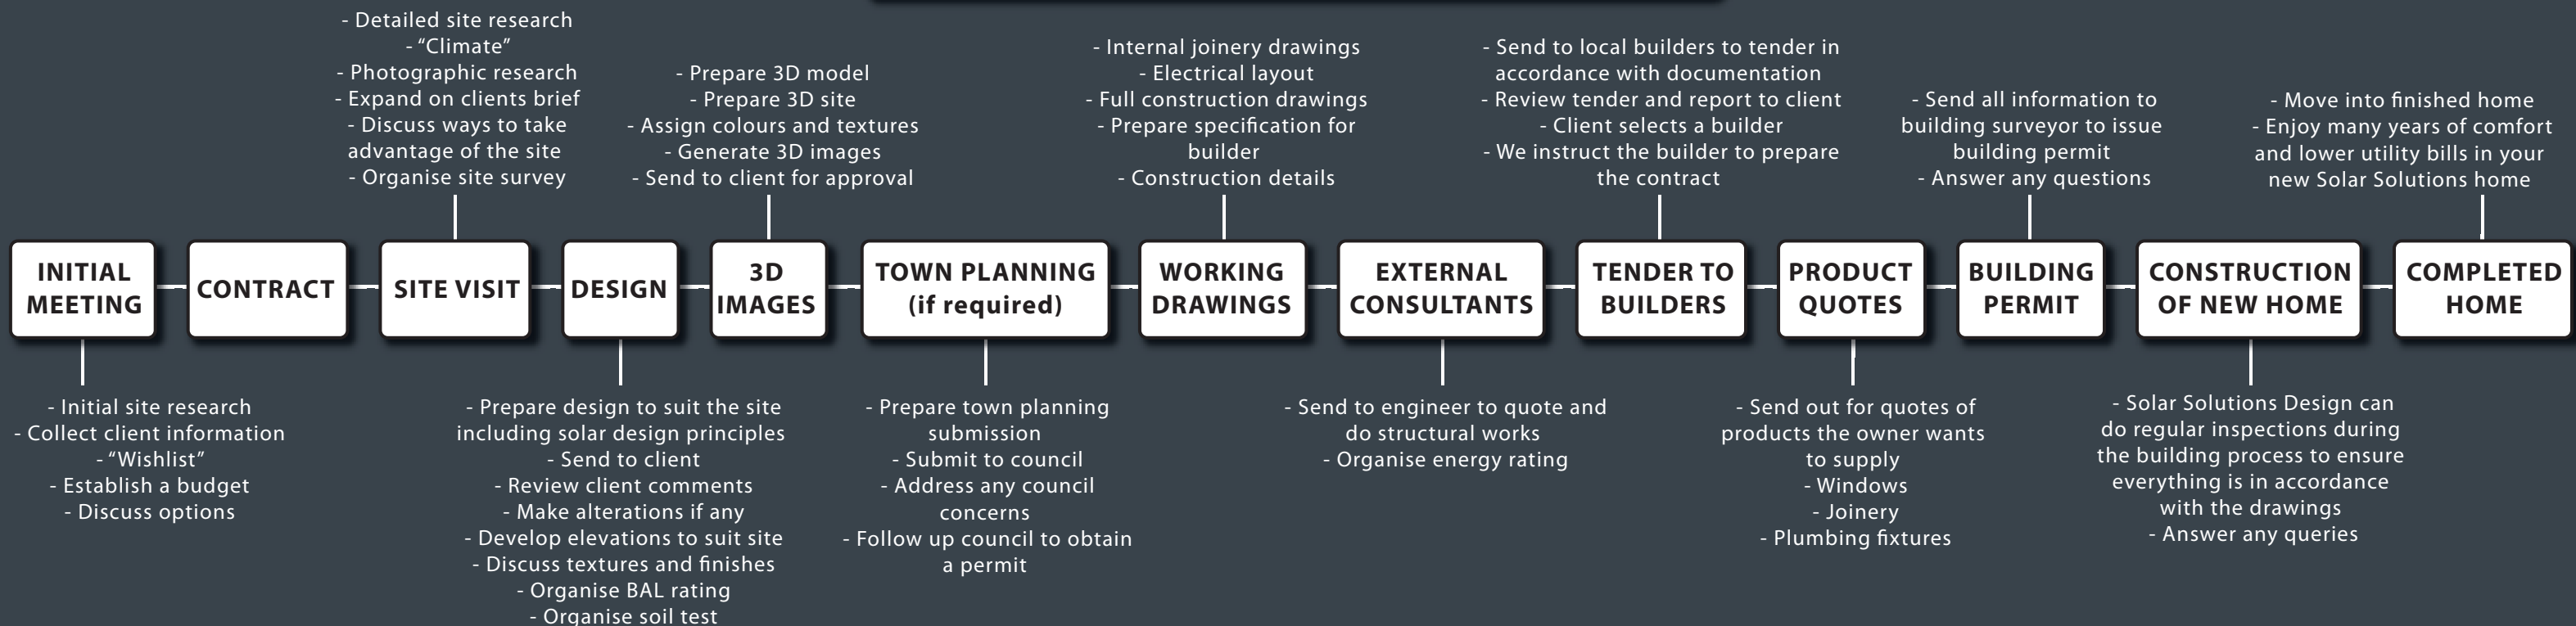 - Detailed site research
- “Climate”
- Photographic research
- Expand on clients brief
- Discuss ways to take
advantage of the site
- Organise site survey
- Prepare 3D model
- Prepare 3D site
- Assign colours and textures
- Generate 3D images
- Send to client for approval
- Internal joinery drawings
- Electrical layout
- Full construction drawings
- Prepare specification for
builder
- Construction details
- Send to local builders to tender in
accordance with documentation
- Review tender and report to client
- Client selects a builder
- We instruct the builder to prepare
the contract
- Send all information to
building surveyor to issue
building permit
- Answer any questions
- Move into finished home
- Enjoy many years of comfort
and lower utility bills in your
new Solar Solutions home
INITIAL
MEETING
CONTRACT
SITE VISIT
DESIGN
3D
IMAGES
TOWN PLANNING
(if required)
WORKING
DRAWINGS
EXTERNAL
CONSULTANTS
TENDER TO
BUILDERS
PRODUCT
QUOTES
BUILDING
PERMIT
CONSTRUCTION
OF NEW HOME
COMPLETED
HOME
- Initial site research
- Collect client information
- “Wishlist”
- Establish a budget
- Discuss options
- Prepare design to suit the site
including solar design principles
- Send to client
- Review client comments
- Make alterations if any
- Develop elevations to suit site
- Discuss textures and finishes
- Organise BAL rating
- Organise soil test
- Prepare town planning
submission
- Submit to council
- Address any council
concerns
- Follow up council to obtain
a permit
- Send to engineer to quote and
do structural works
- Organise energy rating
- Send out for quotes of
products the owner wants
to supply
- Windows
- Joinery
- Plumbing fixtures
- Solar Solutions Design can
do regular inspections during
the building process to ensure
everything is in accordance
with the drawings
- Answer any queries